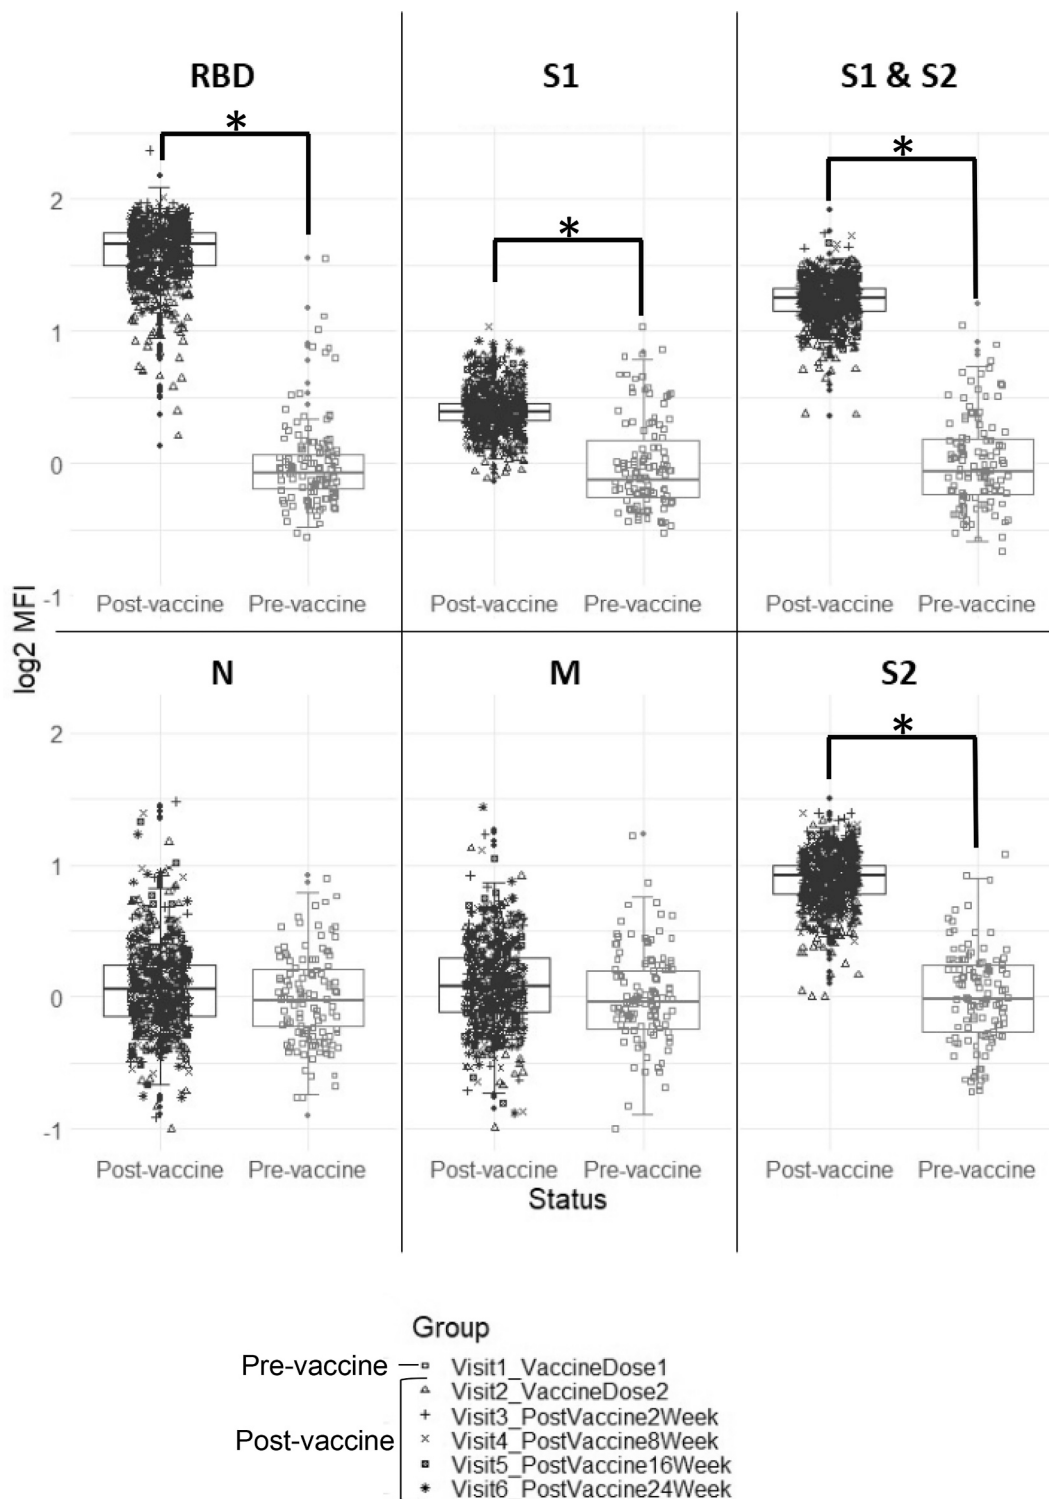 RBD S1 S1 & S2
* * *
2
1
0
-1
Post-vaccine Pre-vaccine Post-vaccine Pre-vaccine Post-vaccine Pre-vaccine
log2 MFI
N M S2
*
2
1
0
-1
Post-vaccine Pre-vaccine Post-vaccine Pre-vaccine Post-vaccine Pre-vaccine
Status
Group
Pre-vaccine Visit1_VaccineDose1
Visit2_VaccineDose2
Visit3_PostVaccine2Week
Post-vaccine Visit4_PostVaccine8Week
Visit5_PostVaccine16Week
Visit6_PostVaccine24Week